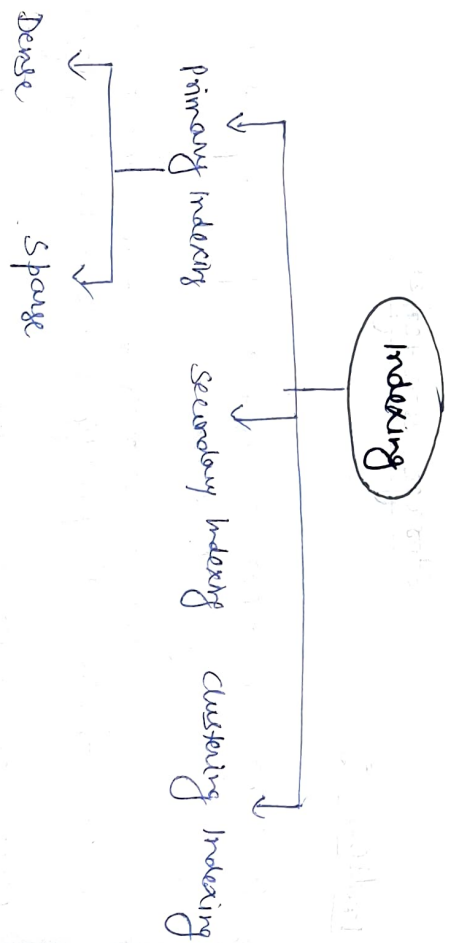 Indexing
Primary Indexing
Secondary Indexing
Clustering Indexing
Dense
Sparse